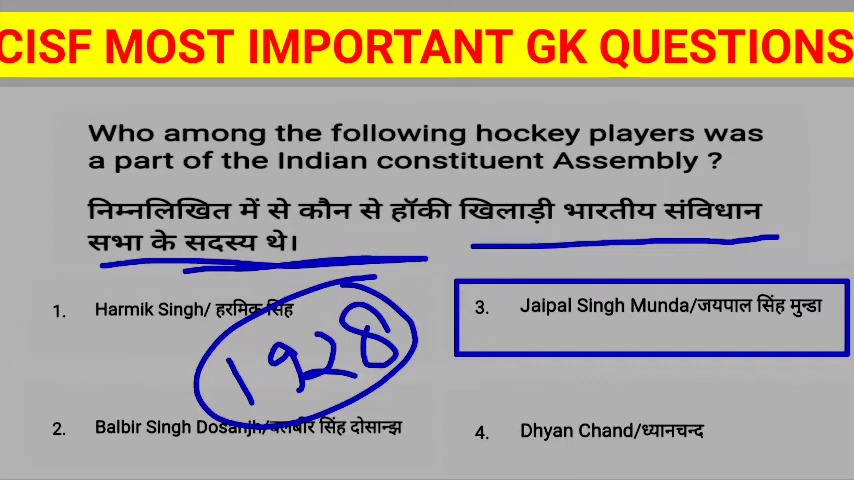 CISF MOST IMPORTANT GK QUESTIONS
Who among the following hockey players was
a part of the Indian constituent Assembly ?
निम्नलिखित में से कौन से हॉकी खिलाड़ी भारतीय संविधान
सभा के सदस्य थे।
1. Harmik Singh/ हरमिक सिंह
3. Jaipal Singh Munda/जयपाल सिंह मुन्डा
1928
2. Balbir Singh Dosanjh/बलबीर सिंह दोसान्झ
4. Dhyan Chand/ध्यानचन्द